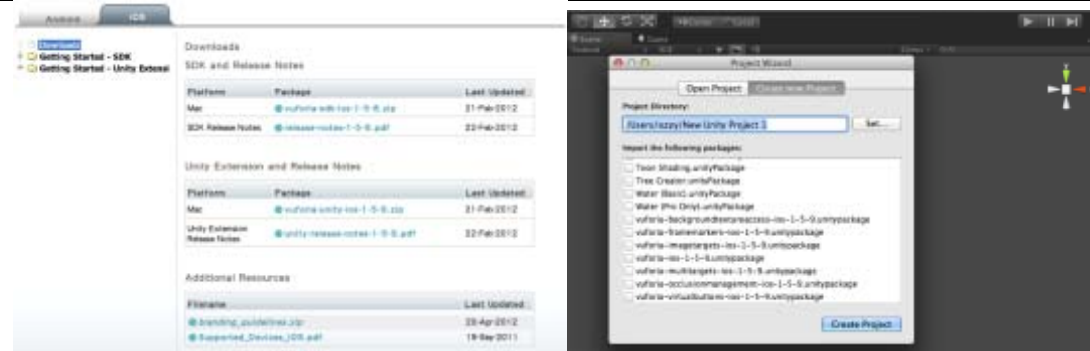 Android
iOS
Downloads
Getting Started - SDK
Getting Started - Unity Extensi
Downloads
SDK and Release Notes
Platform Package Last Updated
Mac vuforia-sdk-ios-1-5-8.zip 21-Feb-2012
SDK Release Notes release-notes-1-5-8.pdf 22-Feb-2012
Unity Extension and Release Notes
Platform Package Last Updated
Mac vuforia-unity-ios-1-5-8.zip 21-Feb-2012
Unity Extension
Release Notes unity-release-notes-1-5-8.pdf 22-Feb-2012
Additional Resources
Filename Last Updated
branding_guidelines.zip 20-Apr-2012
Supported_Devices_iOS.pdf 19-Sep-2011
Project Wizard
Open Project Create new Project
Project Directory:
New Unity Project 1
Set...
Import the following packages:
Toon Shading.unityPackage
Tree Creator.unityPackage
Water (Basic).unityPackage
Water (Pro Only).unityPackage
vuforia-backgroundtextureaccess-ios-1-5-9.unitypackage
vuforia-framemarkers-ios-1-5-9.unitypackage
vuforia-imagetargets-ios-1-5-9.unitypackage
vuforia-ios-1-5-9.unitypackage
vuforia-multitargets-ios-1-5-9.unitypackage
vuforia-occlusionmanagement-ios-1-5-9.unitypackage
vuforia-virtualbuttons-ios-1-5-9.unitypackage
Create Project